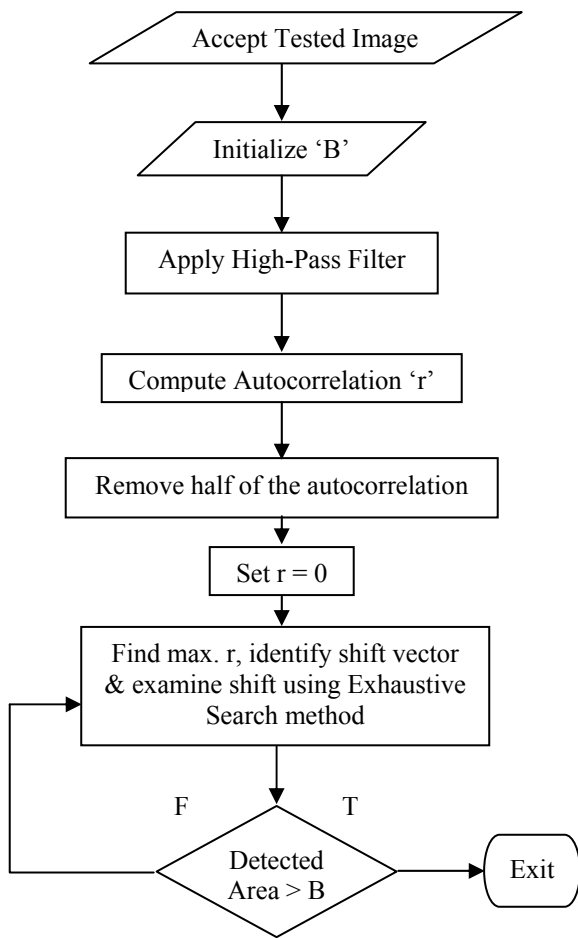 Accept Tested Image
Initialize ‘B’
Apply High-Pass Filter
Compute Autocorrelation ‘r’
Remove half of the autocorrelation
Set r = 0
Find max. r, identify shift vector
& examine shift using Exhaustive
Search method
F
T
Detected
Area > B
Exit